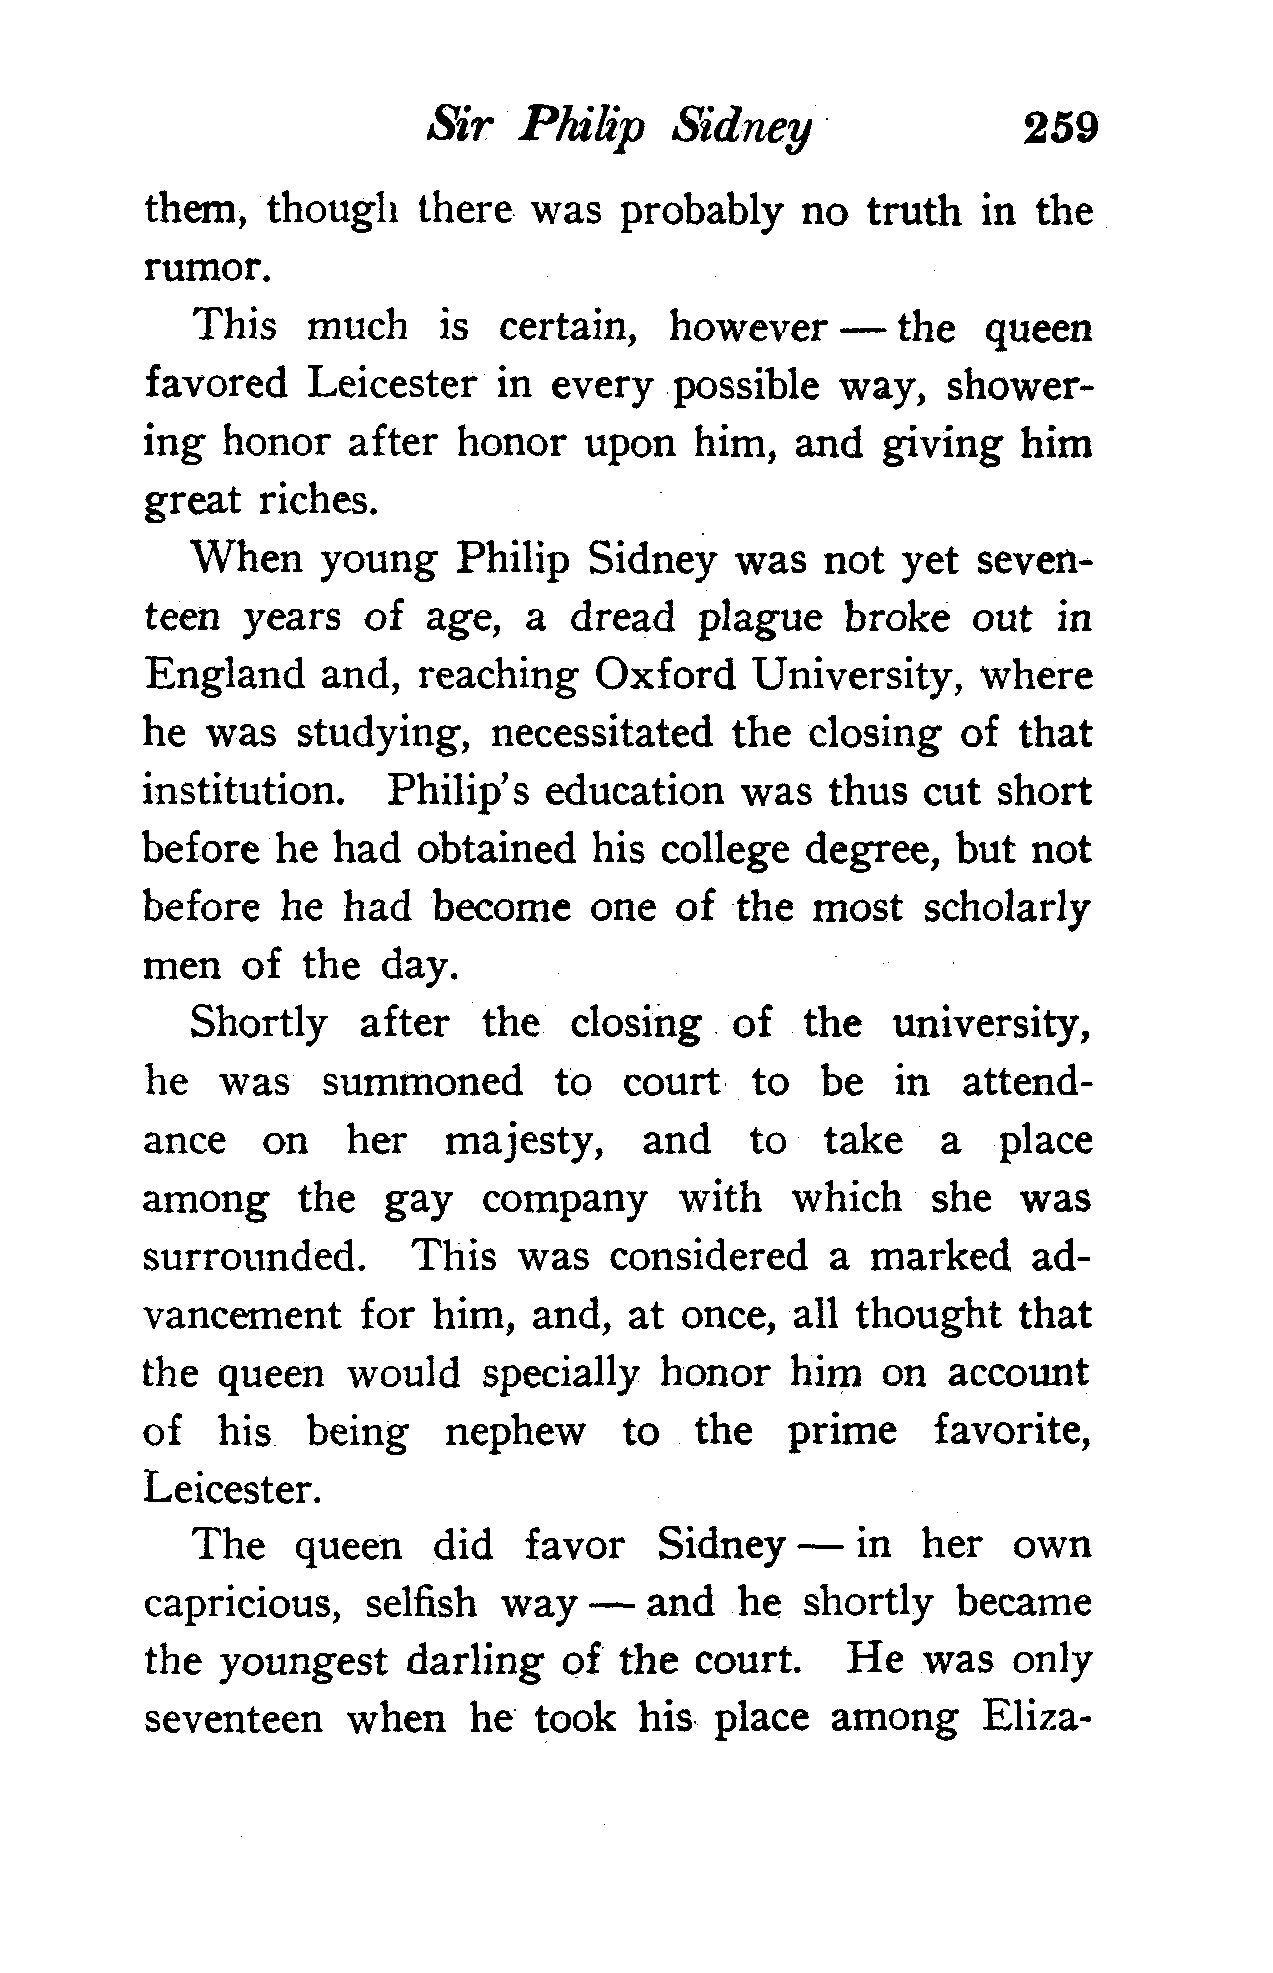 Sir Philip Sidney 259
them, though there was probably no truth in the
rumor.
This much is certain, however — the queen
favored Leicester in every possible way, shower-
ing honor after honor upon him, and giving him
great riches.
When young Philip Sidney was not yet seven-
teen years of age, a dread plague broke out in
England and, reaching Oxford University, where
he was studying, necessitated the closing of that
institution. Philip's education was thus cut short
before he had obtained his college degree, but not
before he had become one of the most scholarly
men of the day.
Shortly after the closing of the university,
he was summoned to court to be in attend-
ance on her majesty, and to take a place
among the gay company with which she was
surrounded. This was considered a marked ad-
vancement for him, and, at once, all thought that
the queen would specially honor him on account
of his being nephew to the prime favorite,
Leicester.
The queen did favor Sidney — in her own
capricious, selfish way — and he shortly became
the youngest darling of the court. He was only
seventeen when he took his place among Eliza-